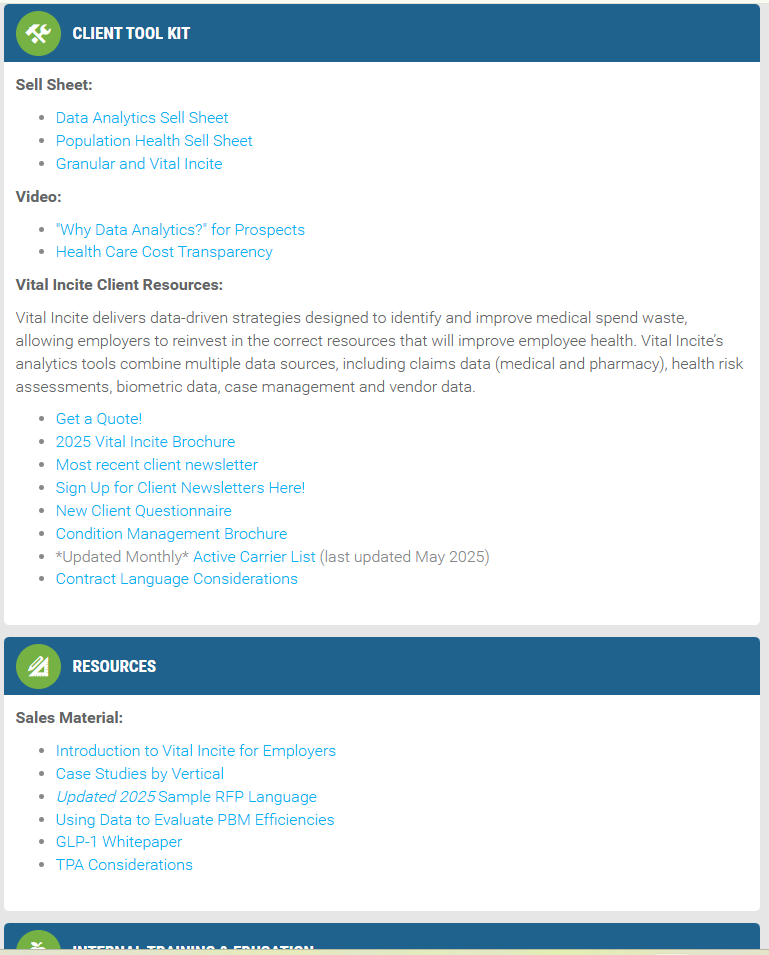 CLIENT TOOL KIT
Sell Sheet:
Data Analytics Sell Sheet
Population Health Sell Sheet
Granular and Vital Incite
Video:
"Why Data Analytics?" for Prospects
Health Care Cost Transparency
Vital Incite Client Resources:
Vital Incite delivers data-driven strategies designed to identify and improve medical spend waste,
allowing employers to reinvest in the correct resources that will improve employee health. Vital Incite's
analytics tools combine multiple data sources, including claims data (medical and pharmacy), health risk
assessments, biometric data, case management and vendor data.
Get a Quote!
2025 Vital Incite Brochure
Most recent client newsletter
Sign Up for Client Newsletters Here!
New Client Questionnaire
Condition Management Brochure
*Updated Monthly* Active Carrier List (last updated May 2025)
Contract Language Considerations
RESOURCES
Sales Material:
Introduction to Vital Incite for Employers
Case Studies by Vertical
Updated 2025 Sample RFP Language
Using Data to Evaluate PBM Efficiencies
GLP-1 Whitepaper
TPA Considerations
INTERNAL TRAINING & EDUCATION